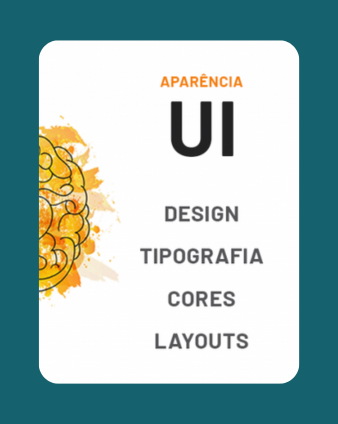 APARÊNCIA
UI
DESIGN
TIPOGRAFIA
CORES
LAYOUTS